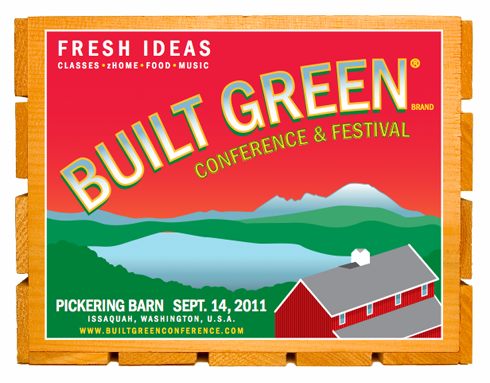 FRESH IDEAS
CLASSES • zHOME • FOOD • MUSIC
BUILT GREEN®
BRAND
CONFERENCE & FESTIVAL
PICKERING BARN SEPT. 14, 2011
ISSAQUAH, WASHINGTON, U.S.A.
WWW.BUILTGREENCONFERENCE.COM